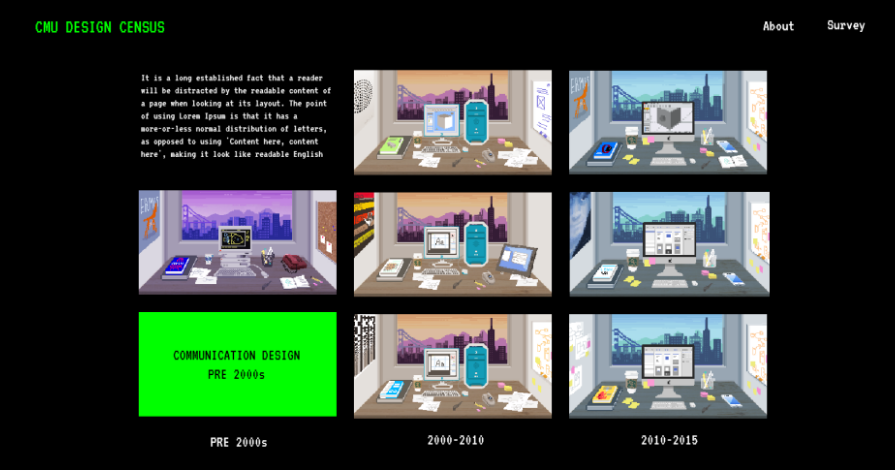 CMU DESIGN CENSUS
About
Survey
It is a long established fact that a reader
will be distracted by the readable content of
a page when looking at its layout. The point
of using Lorem Ipsum is that it has a
more-or-less normal distribution of letters,
as opposed to using 'Content here, content
here', making it look like readable English
COMMUNICATION DESIGN
PRE 2000s
PRE 2000s
2000-2010
2010-2015